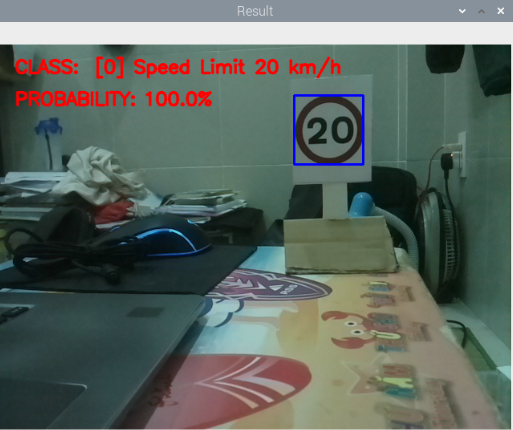 Result
CLASS: [0] Speed Limit 20 km/h
PROBABILITY: 100.0%
20